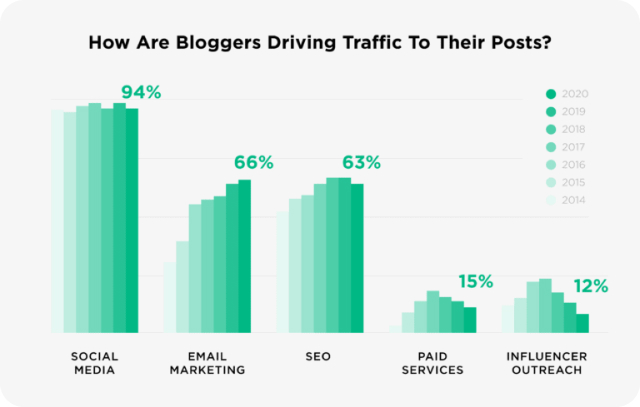 How Are Bloggers Driving Traffic To Their Posts?
94%
66%
63%
15%
12%
2020
2019
2018
2017
2016
2015
2014
SOCIAL
MEDIA
EMAIL
MARKETING
SEO
PAID
SERVICES
INFLUENCER
OUTREACH